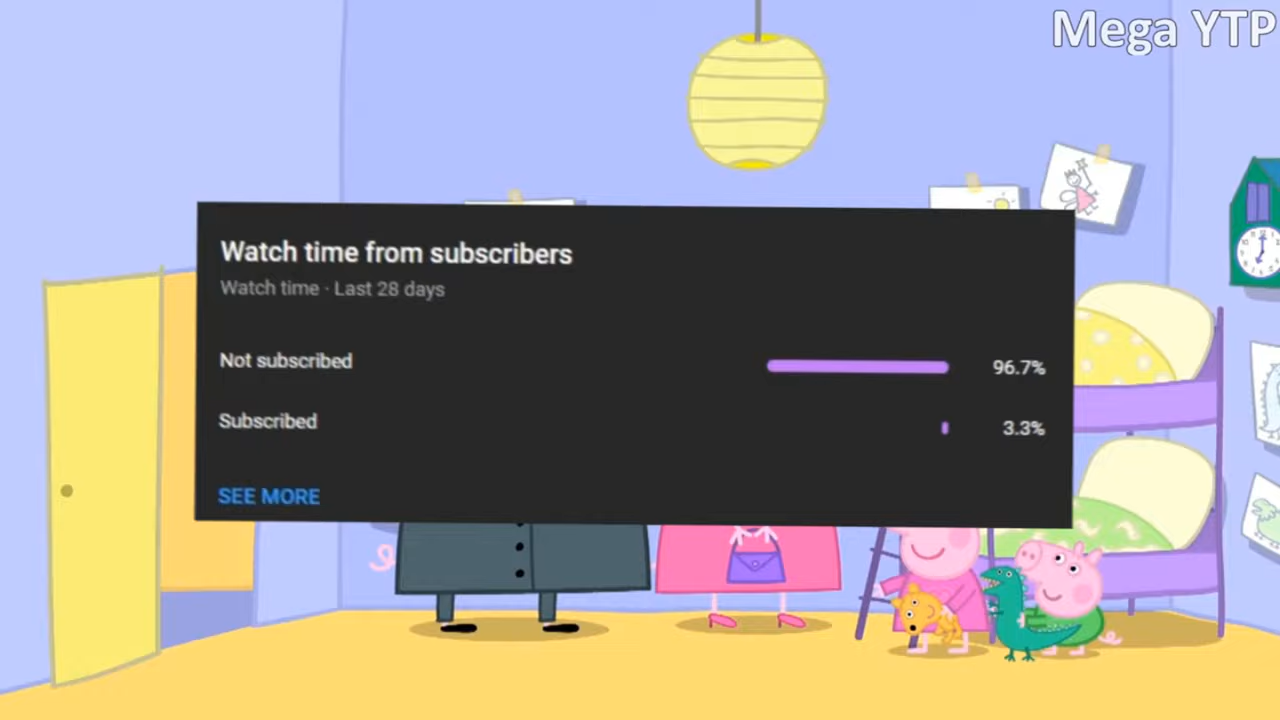 Mega YTP
Watch time from subscribers
Watch time · Last 28 days
Not subscribed 96.7%
Subscribed 3.3%
SEE MORE